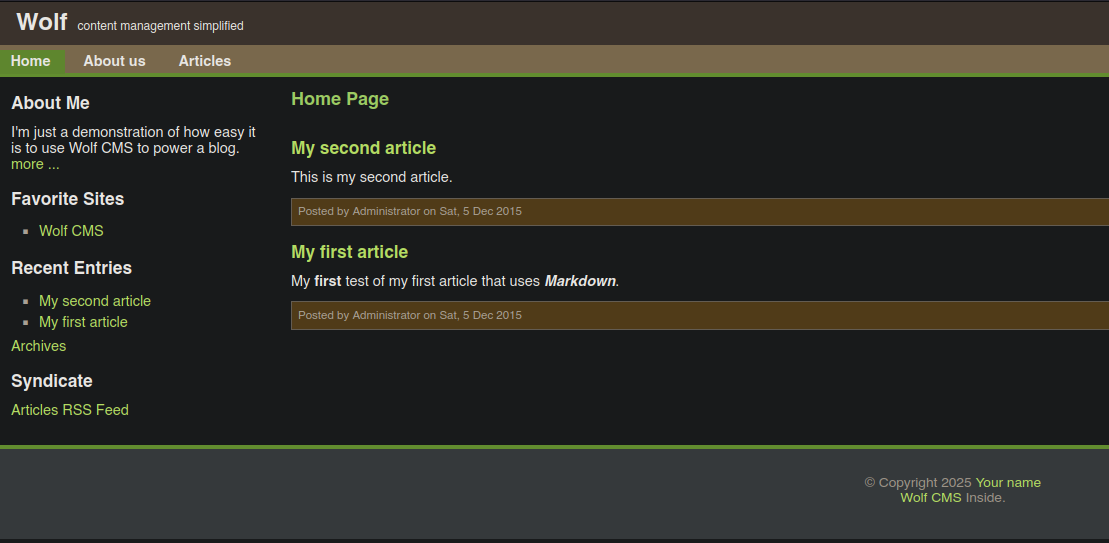 Wolf content management simplified
Home About us Articles
About Me
I'm just a demonstration of how easy it
is to use Wolf CMS to power a blog.
more ...
Favorite Sites
Wolf CMS
Recent Entries
My second article
My first article
Archives
Syndicate
Articles RSS Feed
Home Page
My second article
This is my second article.
Posted by Administrator on Sat, 5 Dec 2015
My first article
My first test of my first article that uses Markdown.
Posted by Administrator on Sat, 5 Dec 2015
© Copyright 2025 Your name
Wolf CMS Inside.